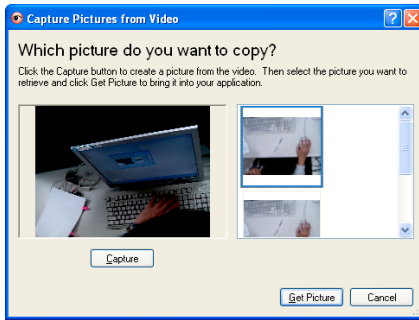 Capture Pictures from Video
Which picture do you want to copy?
Click the Capture button to create a picture from the video. Then select the picture you want to
retrieve and click Get Picture to bring it into your application.
Capture
Get Picture
Cancel